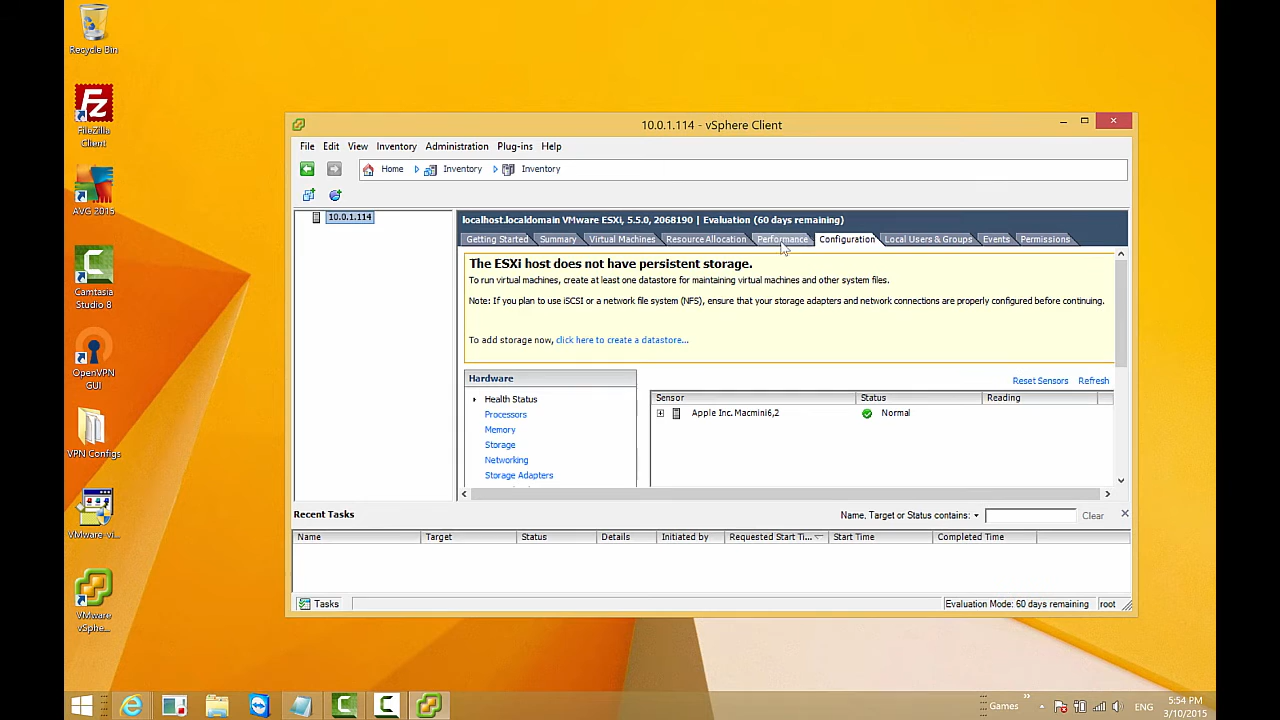 Recycle Bin
FileZilla
Client
AVG 2015
Camtasia
Studio 8
OpenVPN
GUI
VPN Configs
VMware-vi...
VMware
vSphe...
10.0.1.114 - vSphere Client
File Edit View Inventory Administration Plug-ins Help
Home Inventory Inventory
10.0.1.114
localhost.localdomain VMware ESXi, 5.5.0, 2068190 | Evaluation (60 days remaining)
Getting Started Summary Virtual Machines Resource Allocation Performance Configuration Local Users & Groups Events Permissions
The ESXi host does not have persistent storage.
To run virtual machines, create at least one datastore for maintaining virtual machines and other system files.
Note: If you plan to use iSCSI or a network file system (NFS), ensure that your storage adapters and network connections are properly configured before continuing.
To add storage now, click here to create a datastore...
Hardware
Health Status
Processors
Memory
Storage
Networking
Storage Adapters
Reset Sensors Refresh
Sensor Status Reading
Apple Inc. Macmini6,2 Normal
Recent Tasks
Name, Target or Status contains: Clear
Name Target Status Details Initiated by Requested Start Ti... Start Time Completed Time
Tasks
Evaluation Mode: 60 days remaining root
Games
ENG
5:54 PM
3/10/2015